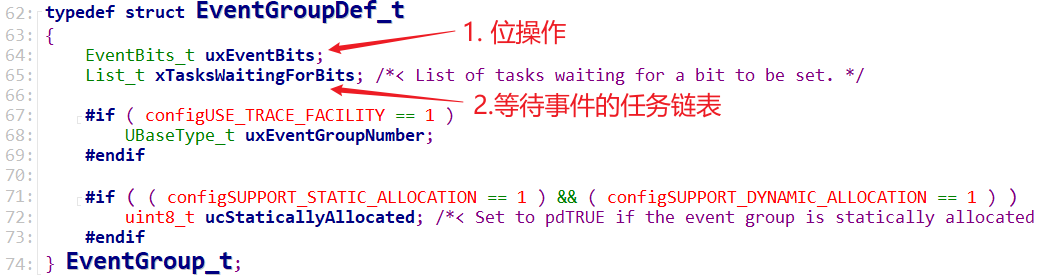 62: typedef struct EventGroupDef_t
63: {
1. 位操作
64: EventBits_t uxEventBits;
65: List_t xTasksWaitingForBits; /*< List of tasks waiting for a bit to be set. */
66:
2.等待事件的任务链表
67: #if ( configUSE_TRACE_FACILITY == 1 )
68: UBaseType_t uxEventGroupNumber;
69: #endif
70:
71: #if ( ( configSUPPORT_STATIC_ALLOCATION == 1 ) && ( configSUPPORT_DYNAMIC_ALLOCATION == 1 ) )
72: uint8_t ucStaticallyAllocated; /*< Set to pdTRUE if the event group is statically allocated
73: #endif
74: } EventGroup_t;